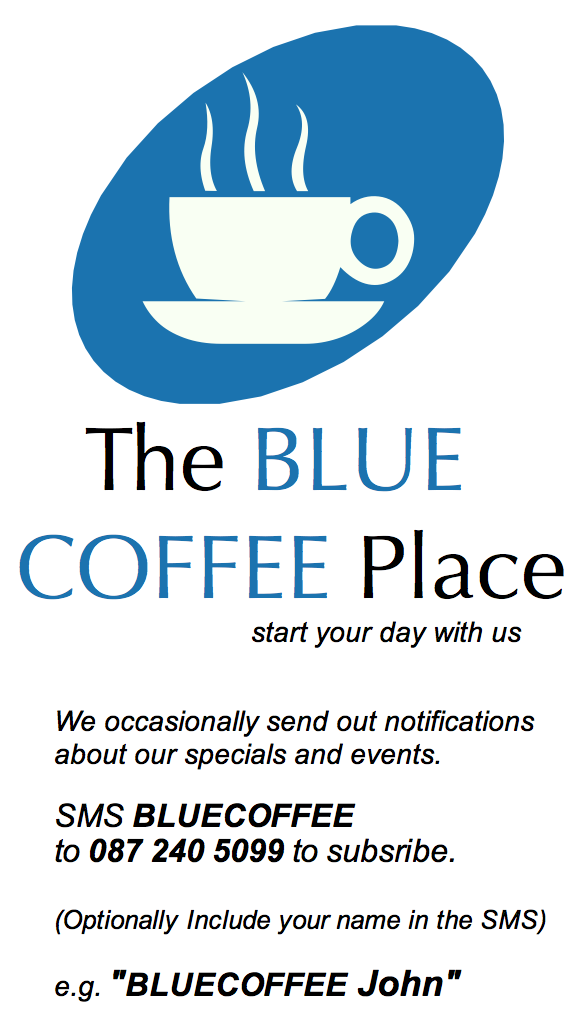 The BLUE
COFFEE Place
start your day with us
We occasionally send out notifications
about our specials and events.
SMS BLUECOFFEE
to 087 240 5099 to subsribe.
(Optionally Include your name in the SMS)
e.g. "BLUECOFFEE John"